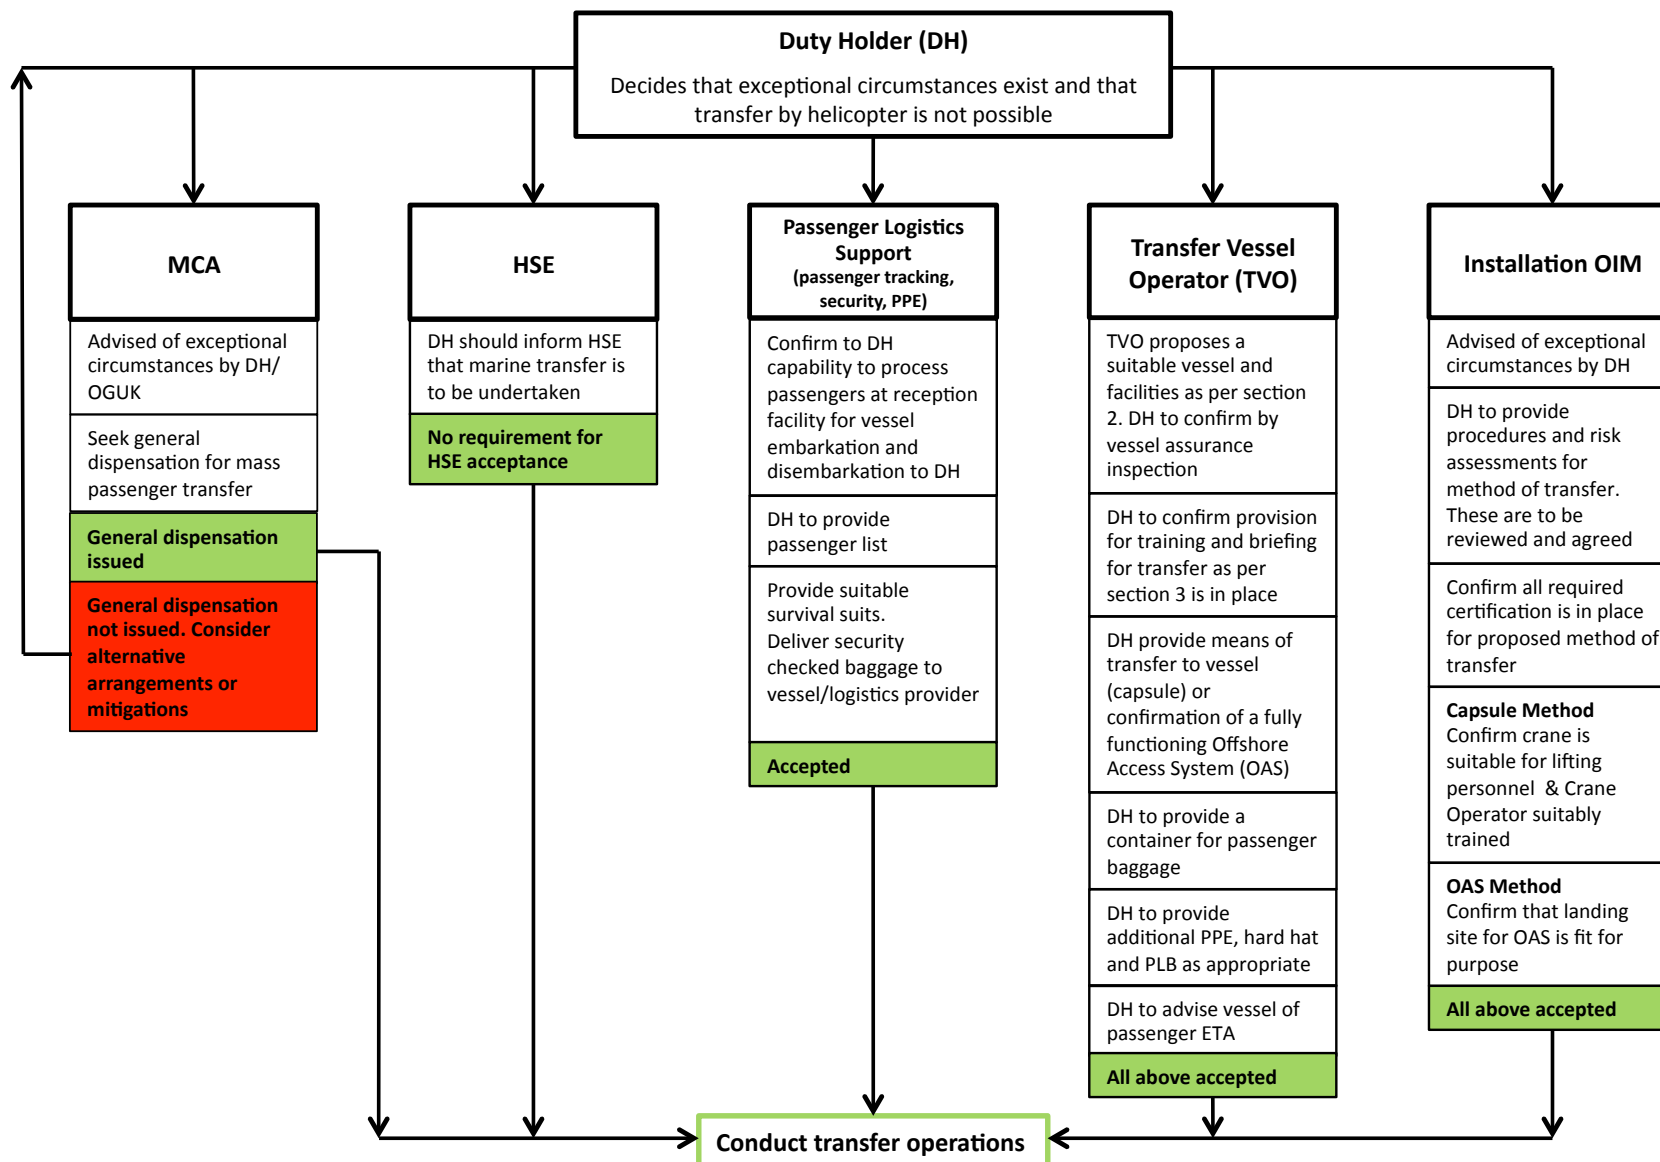 Duty Holder (DH)
Decides that exceptional circumstances exist and that
transfer by helicopter is not possible
MCA
Advised of exceptional
circumstances by DH/
OGUK
Seek general
dispensation for mass
passenger transfer
General dispensation
issued
General dispensation
not issued. Consider
alternative
arrangements or
mitigations
HSE
DH should inform HSE
that marine transfer is
to be undertaken
No requirement for
HSE acceptance
Passenger Logistics
Support
(passenger tracking,
security, PPE)
Confirm to DH
capability to process
passengers at reception
facility for vessel
embarkation and
disembarkation to DH
DH to provide
passenger list
Provide suitable
survival suits.
Deliver security
checked baggage to
vessel/logistics provider
Accepted
Transfer Vessel
Operator (TVO)
TVO proposes a
suitable vessel and
facilities as per section
2. DH to confirm by
vessel assurance
inspection
DH to confirm provision
for training and briefing
for transfer as per
section 3 is in place
DH provide means of
transfer to vessel
(capsule) or
confirmation of a fully
functioning Offshore
Access System (OAS)
DH to provide a
container for passenger
baggage
DH to provide
additional PPE, hard hat
and PLB as appropriate
DH to advise vessel of
passenger ETA
All above accepted
Installation OIM
Advised of exceptional
circumstances by DH
DH to provide
procedures and risk
assessments for
method of transfer.
These are to be
reviewed and agreed
Confirm all required
certification is in place
for proposed method of
transfer
Capsule Method
Confirm crane is
suitable for lifting
personnel & Crane
Operator suitably
trained
OAS Method
Confirm that landing
site for OAS is fit for
purpose
All above accepted
Conduct transfer operations